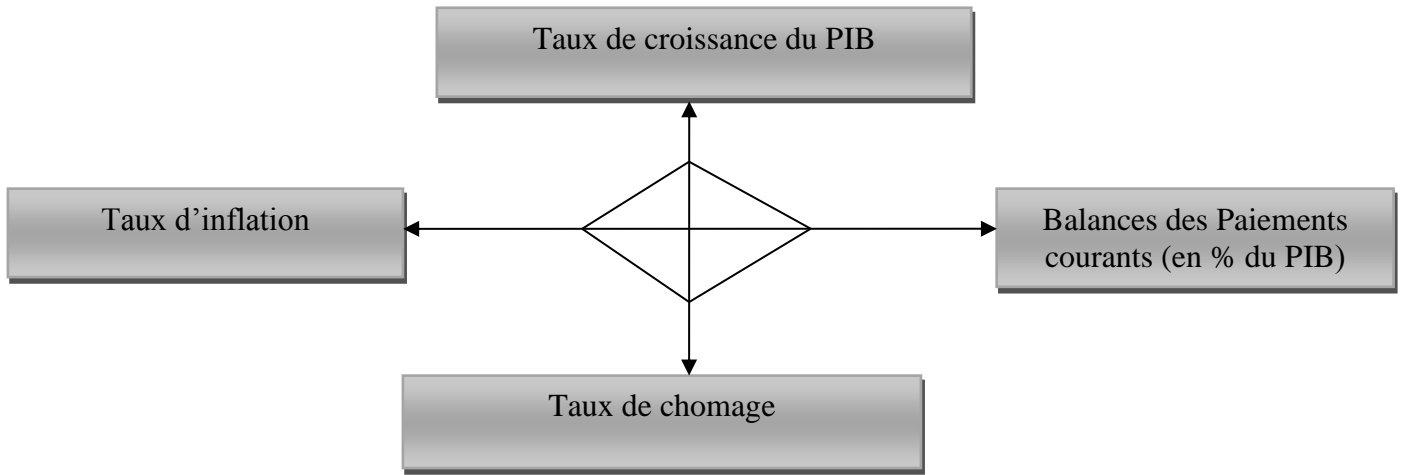 Taux de croissance du PIB
Taux d’inflation
Balances des Paiements
courants (en % du PIB)
Taux de chomage